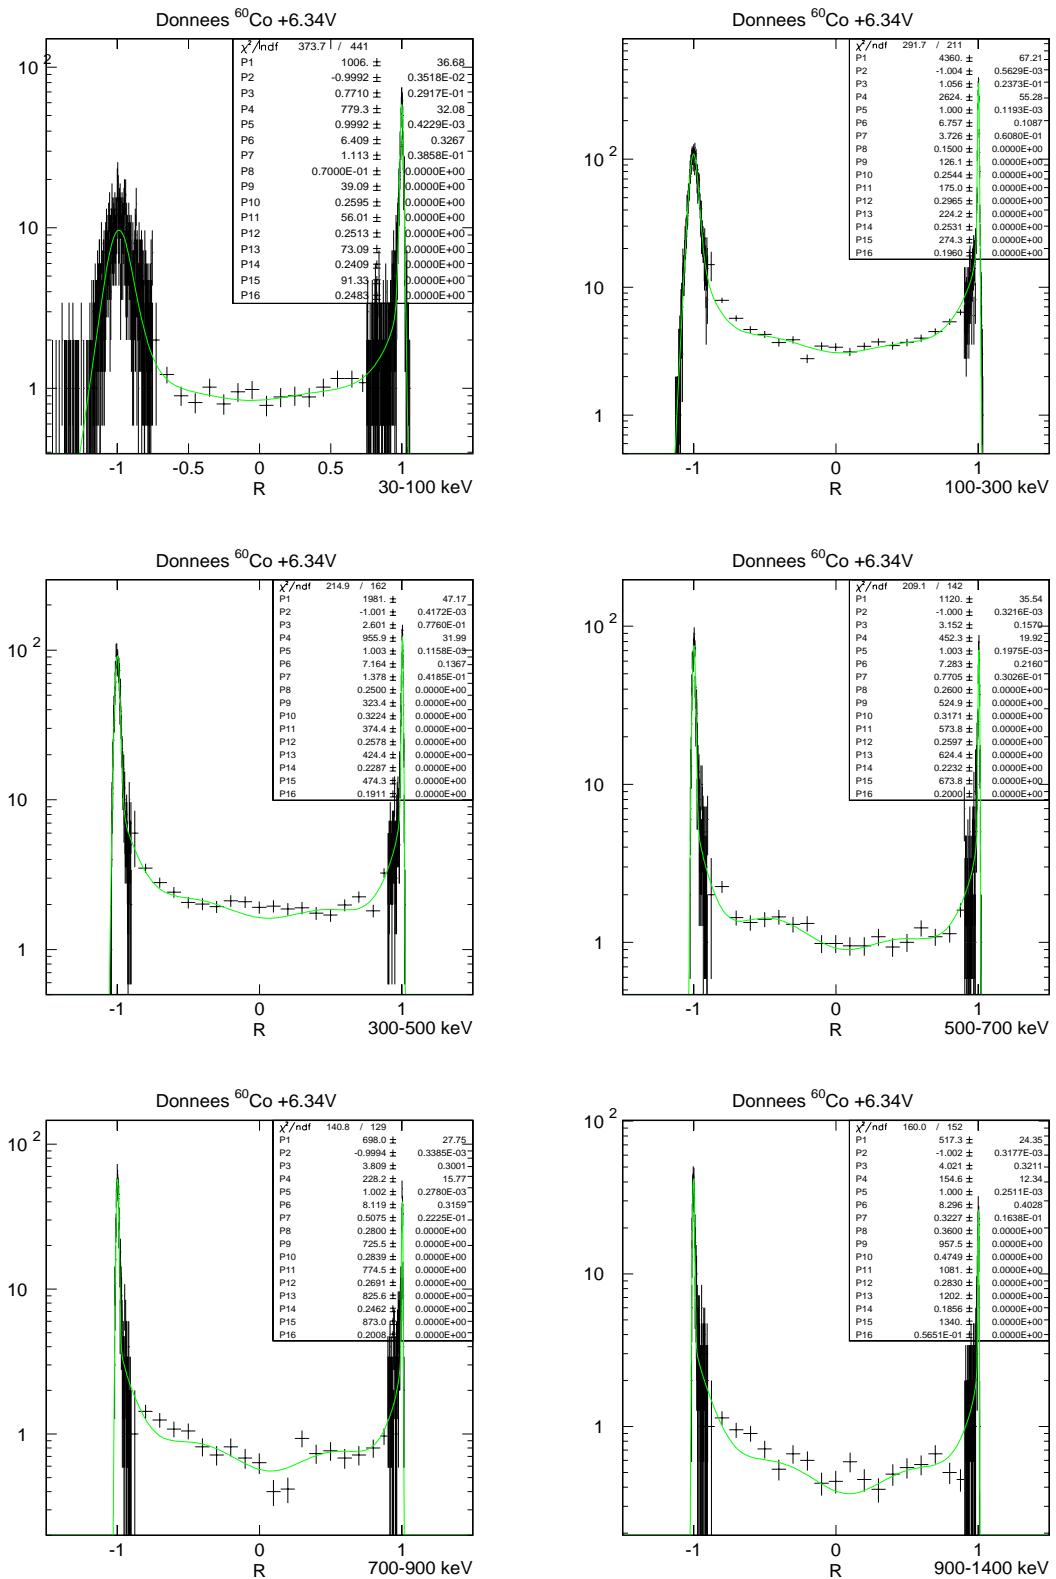 Donnees 60Co +6.34V
χ²/ndf 373.7 / 441
P1 1006. ± 36.68
P2 -0.9992 ± 0.3518E-02
P3 0.7710 ± 0.2917E-01
P4 779.3 ± 32.08
P5 0.9992 ± 0.4229E-03
P6 6.409 ± 0.3267
P7 1.113 ± 0.3858E-01
P8 0.7000E-01 ± 0.0000E+00
P9 39.09 ± 0.0000E+00
P10 0.2595 ± 0.0000E+00
P11 56.01 ± 0.0000E+00
P12 0.2513 ± 0.0000E+00
P13 73.09 ± 0.0000E+00
P14 0.2409 ± 0.0000E+00
P15 91.33 ± 0.0000E+00
P16 0.2483 ± 0.0000E+00
10 2
10
1
-1 -0.5 0 0.5 1
R
30-100 keV
Donnees 60Co +6.34V
χ²/ndf 291.7 / 211
P1 4360. ± 67.21
P2 -1.004 ± 0.5629E-03
P3 1.056 ± 0.2373E-01
P4 2624. ± 55.28
P5 1.000 ± 0.1193E-03
P6 6.757 ± 0.1087
P7 3.726 ± 0.6080E-01
P8 0.1500 ± 0.0000E+00
P9 126.1 ± 0.0000E+00
P10 0.2544 ± 0.0000E+00
P11 175.0 ± 0.0000E+00
P12 0.2965 ± 0.0000E+00
P13 224.2 ± 0.0000E+00
P14 0.2531 ± 0.0000E+00
P15 274.3 ± 0.0000E+00
P16 0.1960 ± 0.0000E+00
10 2
10
1
-1 0 1
R
100-300 keV
Donnees 60Co +6.34V
χ²/ndf 214.9 / 162
P1 1981. ± 47.17
P2 -1.001 ± 0.4172E-03
P3 2.601 ± 0.7760E-01
P4 955.9 ± 31.99
P5 1.003 ± 0.1158E-03
P6 7.164 ± 0.1367
P7 1.378 ± 0.4185E-01
P8 0.2500 ± 0.0000E+00
P9 323.4 ± 0.0000E+00
P10 0.3224 ± 0.0000E+00
P11 374.4 ± 0.0000E+00
P12 0.2578 ± 0.0000E+00
P13 424.4 ± 0.0000E+00
P14 0.2287 ± 0.0000E+00
P15 474.3 ± 0.0000E+00
P16 0.1911 ± 0.0000E+00
10 2
10
1
-1 0 1
R
300-500 keV
Donnees 60Co +6.34V
χ²/ndf 209.1 / 142
P1 1120. ± 35.54
P2 -1.000 ± 0.3216E-03
P3 3.152 ± 0.1570
P4 452.3 ± 19.92
P5 1.003 ± 0.1975E-03
P6 7.283 ± 0.2160
P7 0.7705 ± 0.3026E-01
P8 0.2600 ± 0.0000E+00
P9 524.9 ± 0.0000E+00
P10 0.3171 ± 0.0000E+00
P11 573.8 ± 0.0000E+00
P12 0.2597 ± 0.0000E+00
P13 624.4 ± 0.0000E+00
P14 0.2232 ± 0.0000E+00
P15 673.8 ± 0.0000E+00
P16 0.2000 ± 0.0000E+00
10 2
10
1
-1 0 1
R
500-700 keV
Donnees 60Co +6.34V
χ²/ndf 140.8 / 129
P1 698.0 ± 27.75
P2 -0.9994 ± 0.3385E-03
P3 3.809 ± 0.3001
P4 228.2 ± 15.77
P5 1.002 ± 0.2780E-03
P6 8.119 ± 0.3159
P7 0.5075 ± 0.2225E-01
P8 0.2800 ± 0.0000E+00
P9 725.5 ± 0.0000E+00
P10 0.2839 ± 0.0000E+00
P11 774.5 ± 0.0000E+00
P12 0.2691 ± 0.0000E+00
P13 825.6 ± 0.0000E+00
P14 0.2462 ± 0.0000E+00
P15 873.0 ± 0.0000E+00
P16 0.2008 ± 0.0000E+00
10 2
10
1
-1 0 1
R
700-900 keV
Donnees 60Co +6.34V
χ²/ndf 160.0 / 152
P1 517.3 ± 24.35
P2 -1.002 ± 0.3177E-03
P3 4.021 ± 0.3211
P4 154.6 ± 12.34
P5 1.000 ± 0.2511E-03
P6 8.296 ± 0.4028
P7 0.3227 ± 0.1638E-01
P8 0.3600 ± 0.0000E+00
P9 957.5 ± 0.0000E+00
P10 0.4749 ± 0.0000E+00
P11 1081. ± 0.0000E+00
P12 0.2830 ± 0.0000E+00
P13 1202. ± 0.0000E+00
P14 0.1856 ± 0.0000E+00
P15 1340. ± 0.0000E+00
P16 0.5651E-01 ± 0.0000E+00
10 2
10
1
-1 0 1
R
900-1400 keV